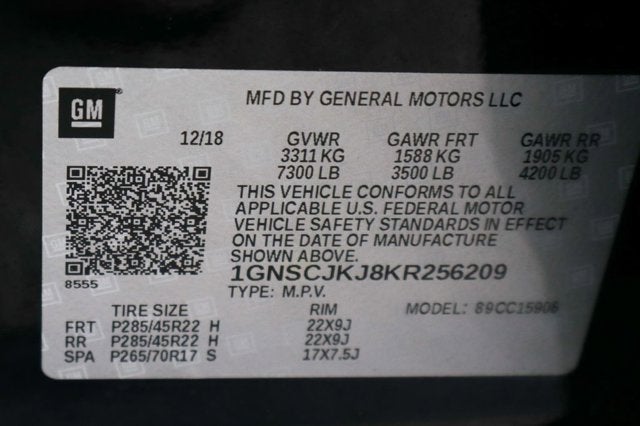 GM
MFD BY GENERAL MOTORS LLC
12/18 GVWR GAWR FRT GAWR RR
3311 KG 1588 KG 1905 KG
7300 LB 3500 LB 4200 LB
THIS VEHICLE CONFORMS TO ALL
APPLICABLE U.S. FEDERAL MOTOR
VEHICLE SAFETY STANDARDS IN EFFECT
ON THE DATE OF MANUFACTURE
SHOWN ABOVE.
8555
1GNSCJKJ8KR256209
TYPE: M.P.V.
TIRE SIZE RIM MODEL: 89CC15906
FRT P285/45R22 H 22X9J
RR P285/45R22 H 22X9J
SPA P265/70R17 S 17X7.5J